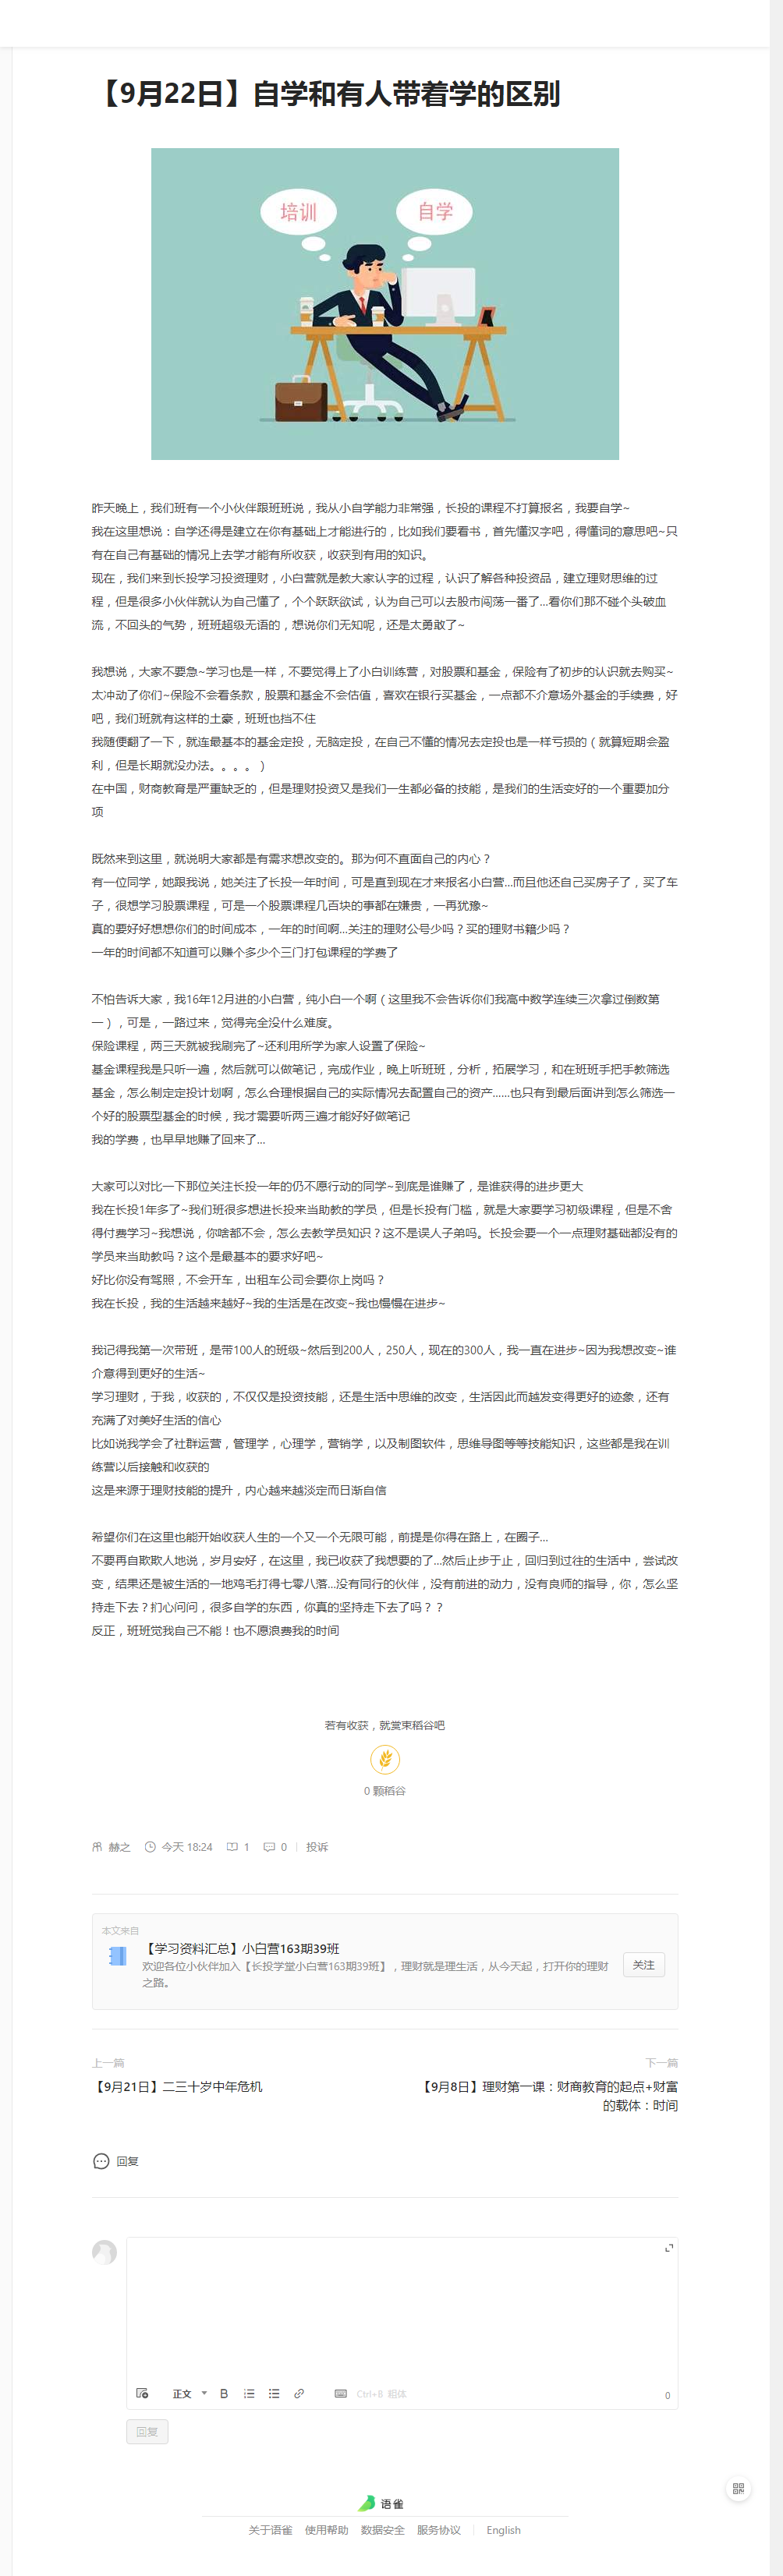 【9月22日】自学和有人带着学的区别
培训
自学
昨天晚上，我们班有一个小伙伴跟班班说，我从小自学能力非常强，长投的课程不打算报名，我要自学~
我在这里想说：自学还得是建立在你有基础上才能进行的，比如我们要看书，首先懂汉字吧，得懂词的意思吧~只
有在自己有基础的情况上去学才能有所收获，收获到有用的知识。
现在，我们来到长投学习投资理财，小白营就是教大家认字的过程，认识了解各种投资品，建立理财思维的过
程，但是很多小伙伴就认为自己懂了，个个跃跃欲试，认为自己可以去股市闯荡一番了...看你们那不碰个头破血
流，不回头的气势，班班超级无语的，想说你们无知呢，还是太勇敢了~
我想说，大家不要急~学习也是一样，不要觉得上了小白训练营，对股票和基金，保险有了初步的认识就去购买~
太冲动了你们~保险不会看条款，股票和基金不会估值，喜欢在银行买基金，一点都不介意场外基金的手续费，好
吧，我们班就有这样的土豪，班班也挡不住
我随便翻了一下，就连最基本的基金定投，无脑定投，在自己不懂的情况去定投也是一样亏损的（就算短期会盈
利，但是长期就没办法。。。。）
在中国，财商教育是严重缺乏的，但是理财投资又是我们一生都必备的技能，是我们的生活变好的一个重要加分
项
既然来到这里，就说明大家都是有需求想改变的。那为何不直面自己的内心？
有一位同学，她跟我说，她关注了长投一年时间，可是直到现在才来报名小白营...而且他还自己买房子了，买了车
子，很想学习股票课程，可是一个股票课程几百块的事都在嫌贵，一再犹豫~
真的要好好想想你们的时间成本，一年的时间啊...关注的理财公号少吗？买的理财书籍少吗？
一年的时间都不知道可以赚个多少个三门打包课程的学费了
不怕告诉大家，我16年12月进的小白营，纯小白一个啊（这里我不会告诉你们我高中数学连续三次拿过倒数第
一），可是，一路过来，觉得完全没什么难度。
保险课程，两三天就被我刷完了~还利用所学为家人设置了保险~
基金课程我是只听一遍，然后就可以做笔记，完成作业，晚上听班班，分析，拓展学习，和在班班手把手教筛选
基金，怎么制定定投计划啊，怎么合理根据自己的实际情况去配置自己的资产......也只有到最后面讲到怎么筛选一
个好的股票型基金的时候，我才需要听两三遍才能好好做笔记
我的学费，也早早地赚了回来了...
大家可以对比一下那位关注长投一年的仍不愿行动的同学~到底是谁赚了，是谁获得的进步更大
我在长投1年多了~我们班很多想进长投来当助教的学员，但是长投有门槛，就是大家要学习初级课程，但是不舍
得付费学习~我想说，你啥都不会，怎么去教学员知识？这不是误人子弟吗。长投会要一个一点理财基础都没有的
学员来当助教吗？这个是最基本的要求好吧~
好比你没有驾照，不会开车，出租车公司会要你上岗吗？
我在长投，我的生活越来越好~我的生活是在改变~我也慢慢在进步~
我记得我第一次带班，是带100人的班级~然后到200人，250人，现在的300人，我一直在进步~因为我想改变~谁
介意得到更好的生活~
学习理财，于我，收获的，不仅仅是投资技能，还是生活中思维的改变，生活因此而越发变得更好的迹象，还有
充满了对美好生活的信心
比如说我学会了社群运营，管理学，心理学，营销学，以及制图软件，思维导图等等技能知识，这些都是我在训
练营以后接触和收获的
这是来源于理财技能的提升，内心越来越淡定而日渐自信
希望你们在这里也能开始收获人生的一个又一个无限可能，前提是你得在路上，在圈子...
不要再自欺欺人地说，岁月安好，在这里，我已收获了我想要的了...然后止步于止，回归到过往的生活中，尝试改
变，结果还是被生活的一地鸡毛打得七零八落...没有同行的伙伴，没有前进的动力，没有良师的指导，你，怎么坚
持走下去？扪心问问，很多自学的东西，你真的坚持走下去了吗？？
反正，班班觉我自己不能！也不愿浪费我的时间
若有收获，就赏束稻谷吧
0 颗稻谷
赫之 今天 18:24 1 0 投诉
本文来自
【学习资料汇总】小白营163期39班
欢迎各位小伙伴加入【长投学堂小白营163期39班】，理财就是理生活，从今天起，打开你的理财
之路。
关注
上一篇 下一篇
【9月21日】二三十岁中年危机 【9月8日】理财第一课：财商教育的起点+财富
的载体：时间
回复
正文 B Ctrl+B 粗体 0
回复
语雀
关于语雀 使用帮助 数据安全 服务协议 English